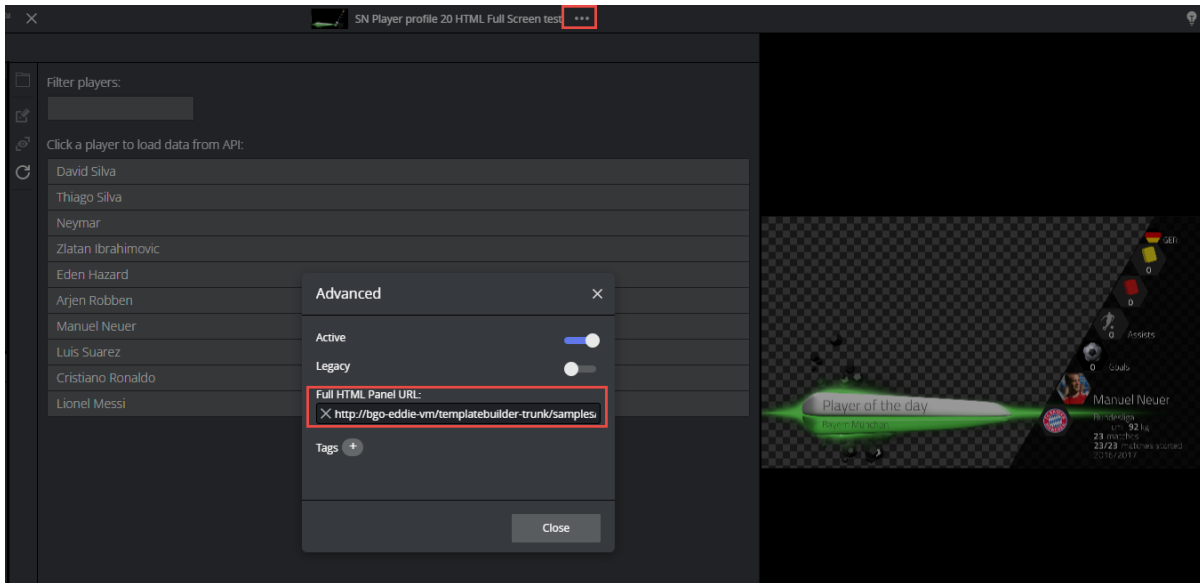 SN Player profile 20 HTML Full Screen test
Filter players:
Click a player to load data from API:
David Silva
Thiago Silva
Neymar
Zlatan Ibrahimovic
Eden Hazard
Arjen Robben
Manuel Neuer
Luis Suarez
Cristiano Ronaldo
Lionel Messi
Advanced
Active
Legacy
Full HTML Panel URL:
http://bgo-eddie-vm/templatebuilder-trunk/samples/
Tags
Close
GER
0
0
0 Assists
0 Goals
Manuel Neuer
Bundesliga
cm 92 kg
23 matches
23/23 matches started
2016/2017
Player of the day
Bayern München